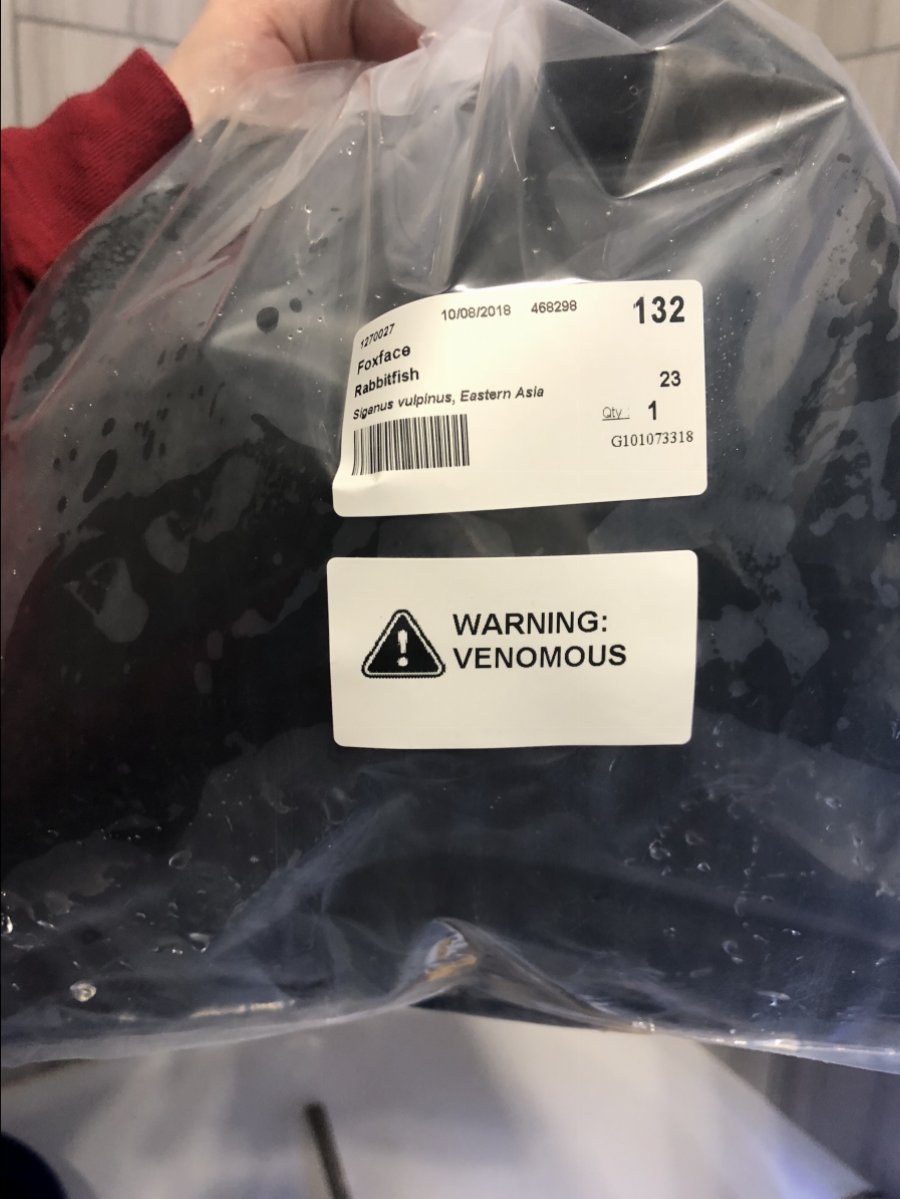 1270027 10/08/2018 468298 132
Foxface
Rabbitfish
Siganus vulpinus, Eastern Asia
23
Qty : 1
G101073318
WARNING:
VENOMOUS